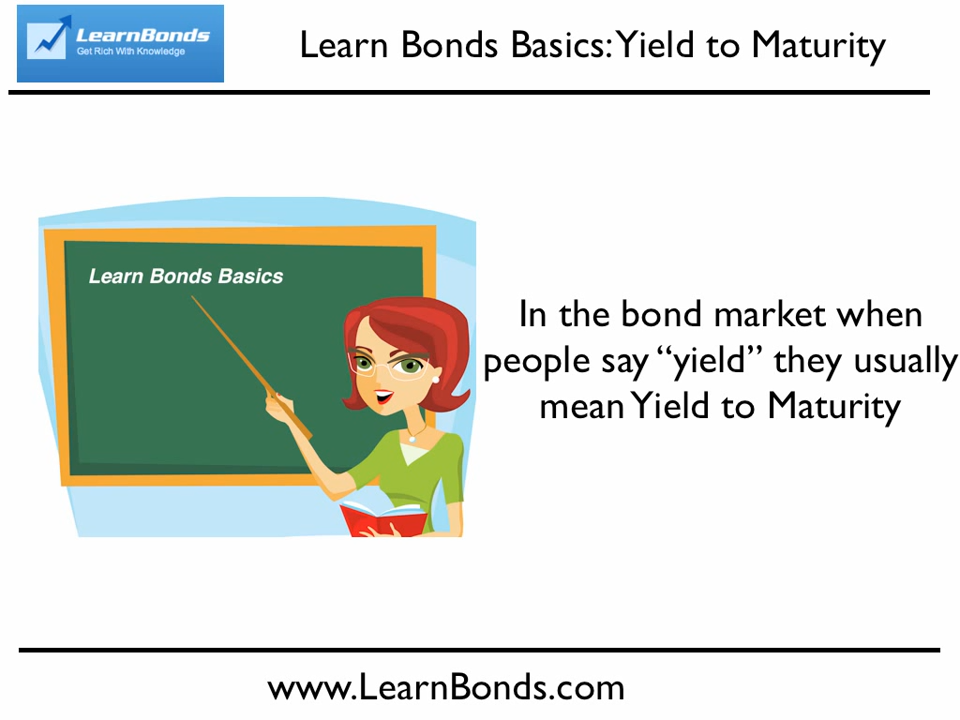 LearnBonds
Get Rich With Knowledge
Learn Bonds Basics: Yield to Maturity
Learn Bonds Basics
In the bond market when
people say “yield” they usually
mean Yield to Maturity
www.LearnBonds.com